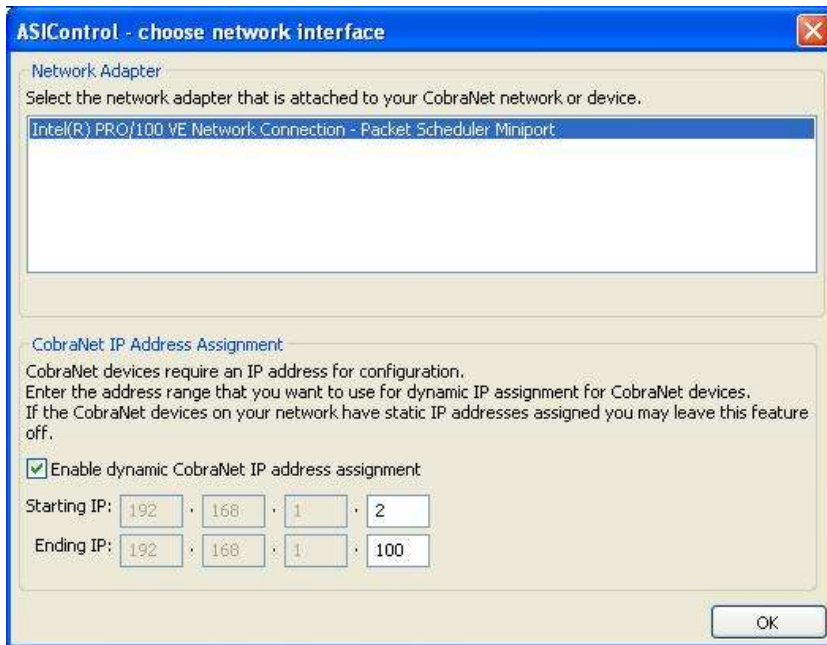 ASIControl - choose network interface
Network Adapter
Select the network adapter that is attached to your CobraNet network or device.
Intel(R) PRO/100 VE Network Connection - Packet Scheduler Miniport
CobraNet IP Address Assignment
CobraNet devices require an IP address for configuration.
Enter the address range that you want to use for dynamic IP assignment for CobraNet devices.
If the CobraNet devices on your network have static IP addresses assigned you may leave this feature
off.
Enable dynamic CobraNet IP address assignment
Starting IP: 192 . 168 . 1 . 2
Ending IP: 192 . 168 . 1 . 100
OK